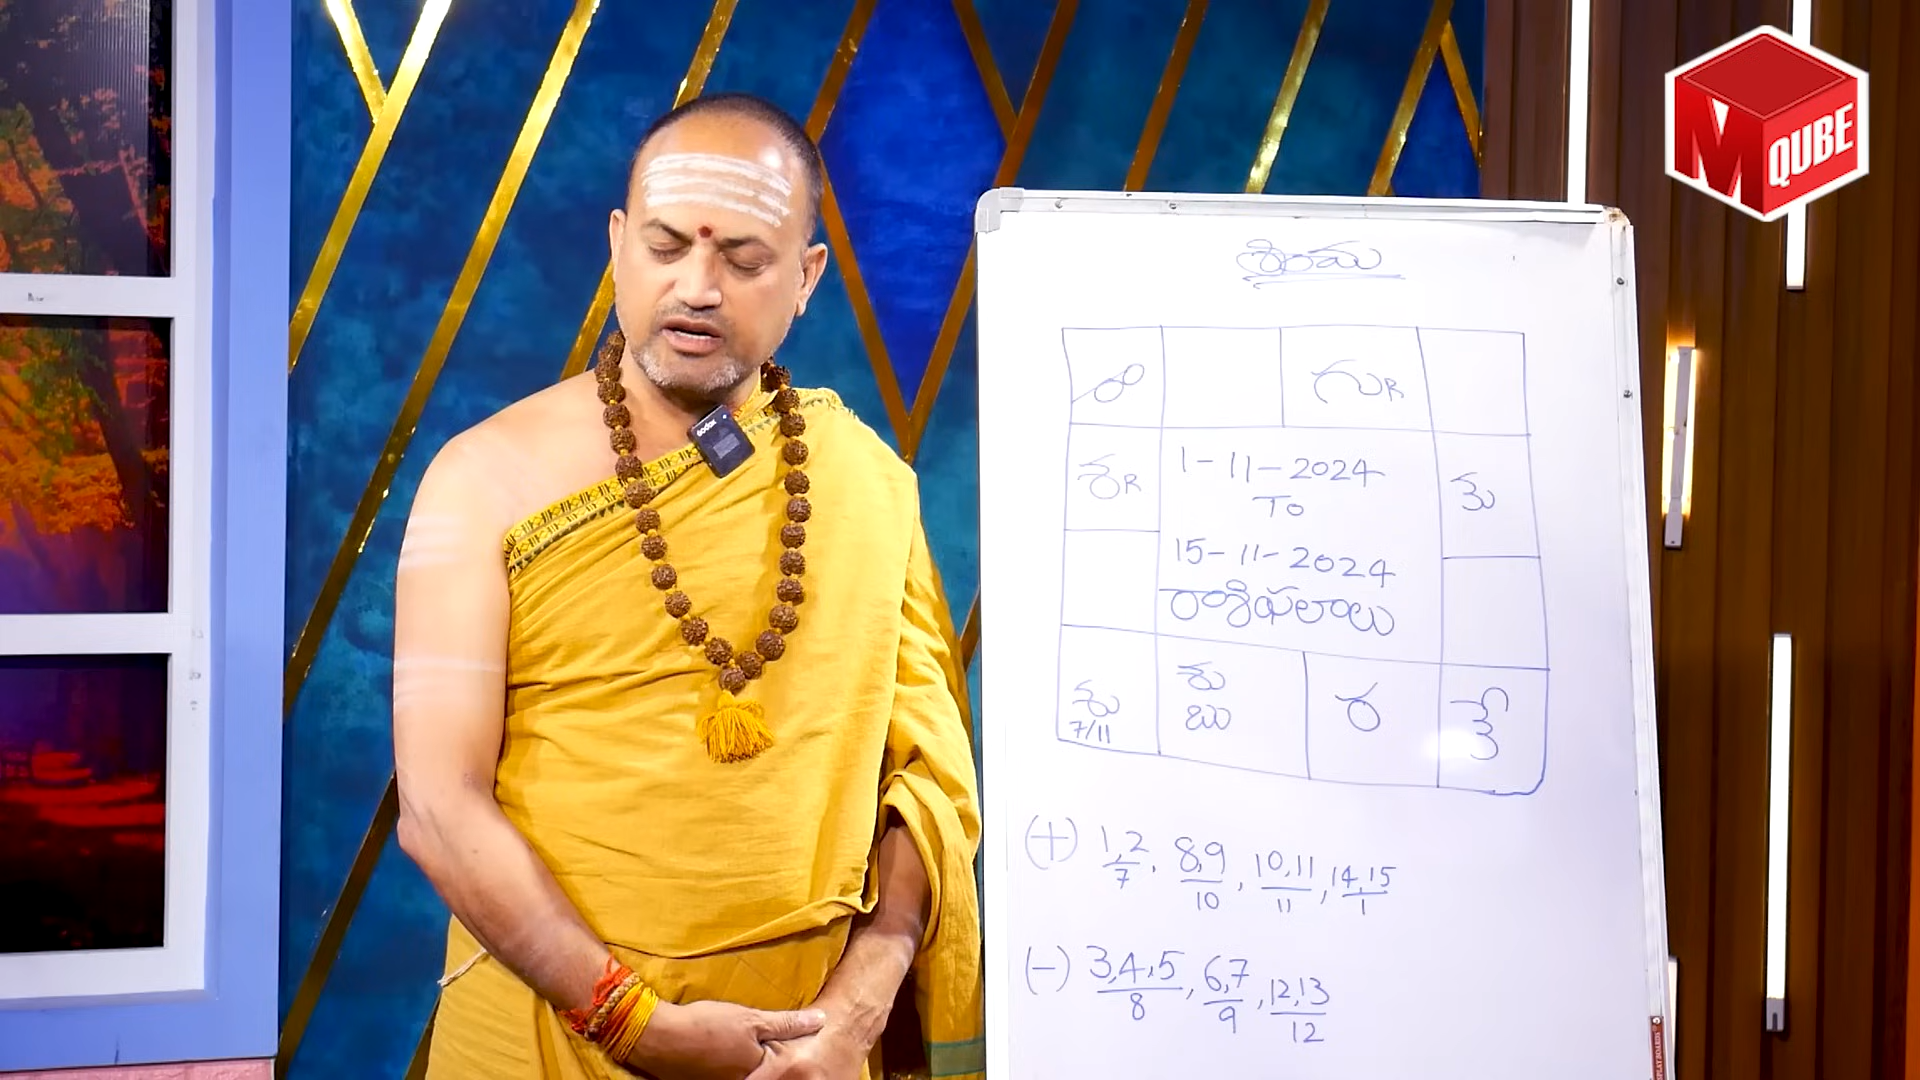 M QUBE
శ్రీరామ
రా
గు R
శ R
1-11-2024
కు
To
15-11-2024
రాశిఫలాలు
శు
7/11
శు
బు
ర
కే
(+) 1,2/7, 8,9/10, 10,11/11, 14,15/1
(-) 3,4,5/8, 6,7/9, 12,13/12